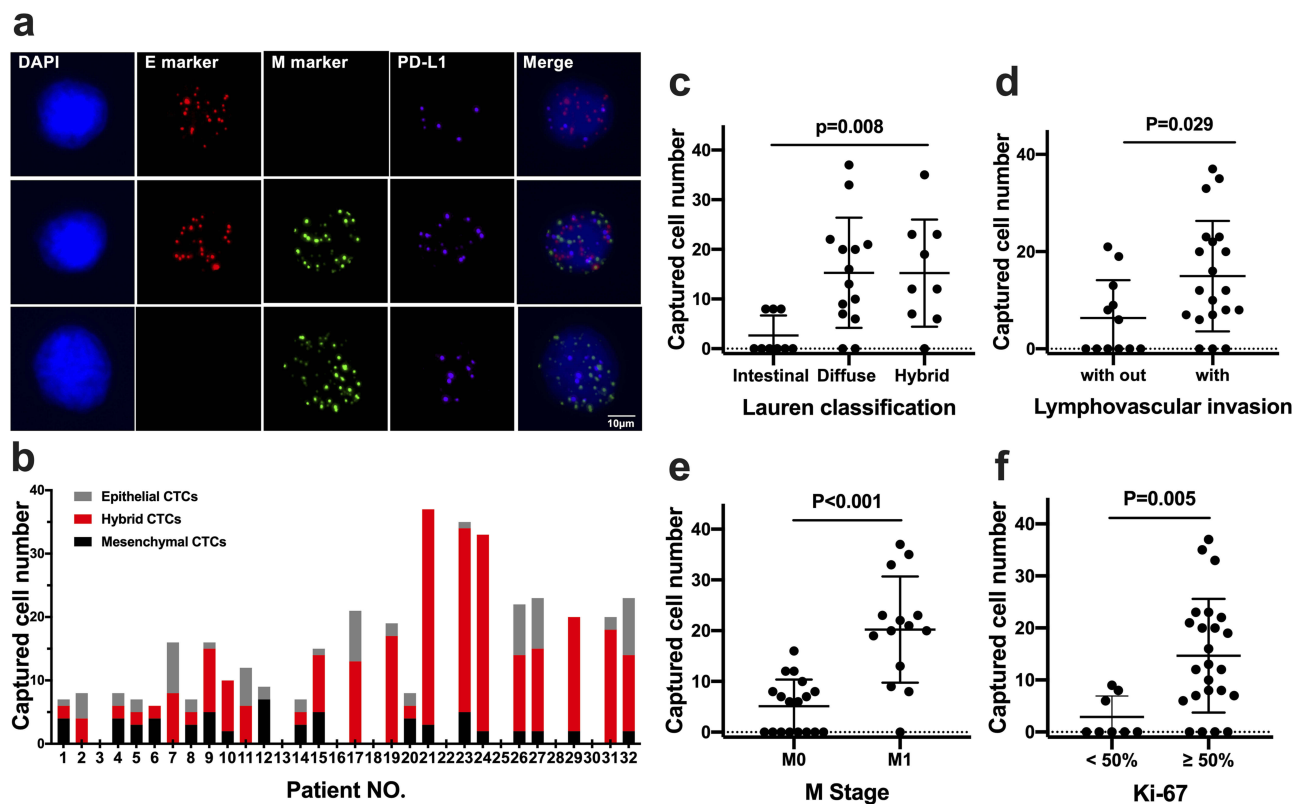 a
DAPI E marker M marker PD-L1 Merge
10μm
b
Captured cell number
40
30
20
10
0
Epithelial CTCs
Hybrid CTCs
Mesenchymal CTCs
1 2 3 4 5 6 7 8 9 10 11 12 13 14 15 16 17 18 19 20 21 22 23 24 25 26 27 28 29 30 31 32
Patient NO.
c
p=0.008
Captured cell number
40
30
20
10
0
Intestinal Diffuse Hybrid
Lauren classification
d
P=0.029
Captured cell number
40
20
0
with out with
Lymphovascular invasion
e
P<0.001
Captured cell number
40
30
20
10
0
M0 M1
M Stage
f
P=0.005
Captured cell number
40
30
20
10
0
< 50% ≥ 50%
Ki-67